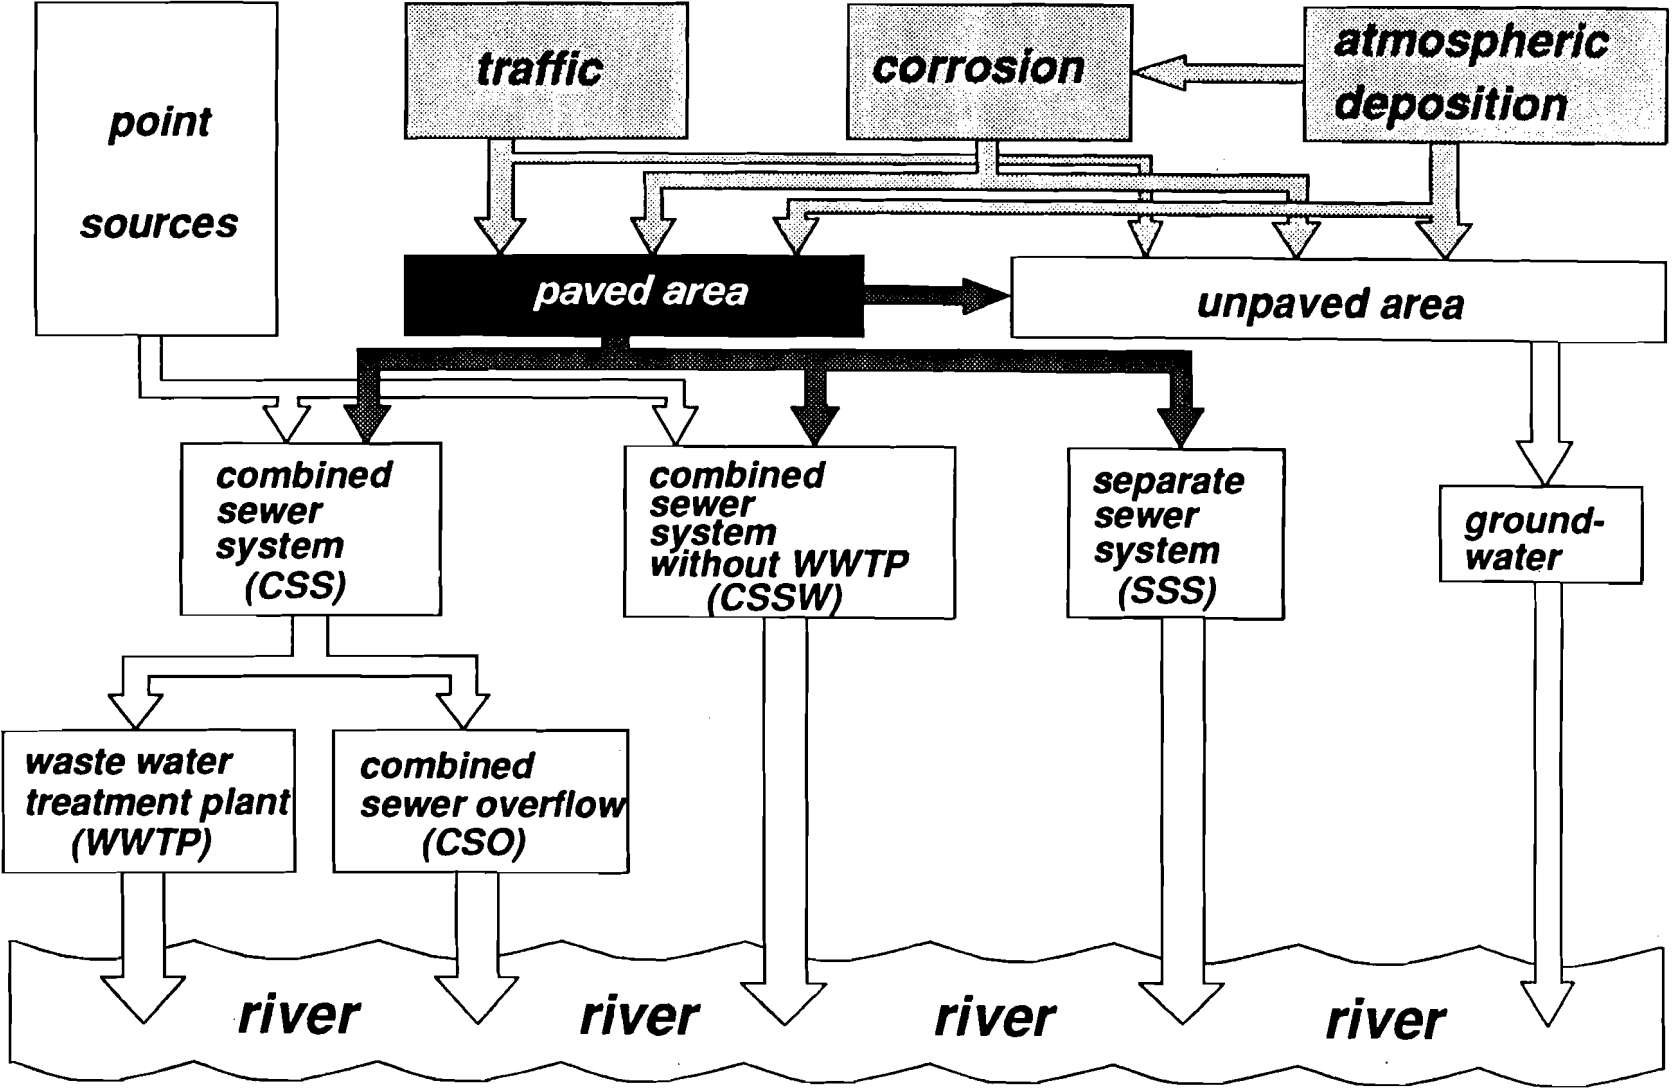 point
sources
traffic
corrosion
atmospheric
deposition
paved area
unpaved area
combined
sewer
system
(CSS)
combined
sewer
system
without WWTP
(CSSW)
separate
sewer
system
(SSS)
ground-
water
waste water
treatment plant
(WWTP)
combined
sewer overflow
(CSO)
river
river
river
river